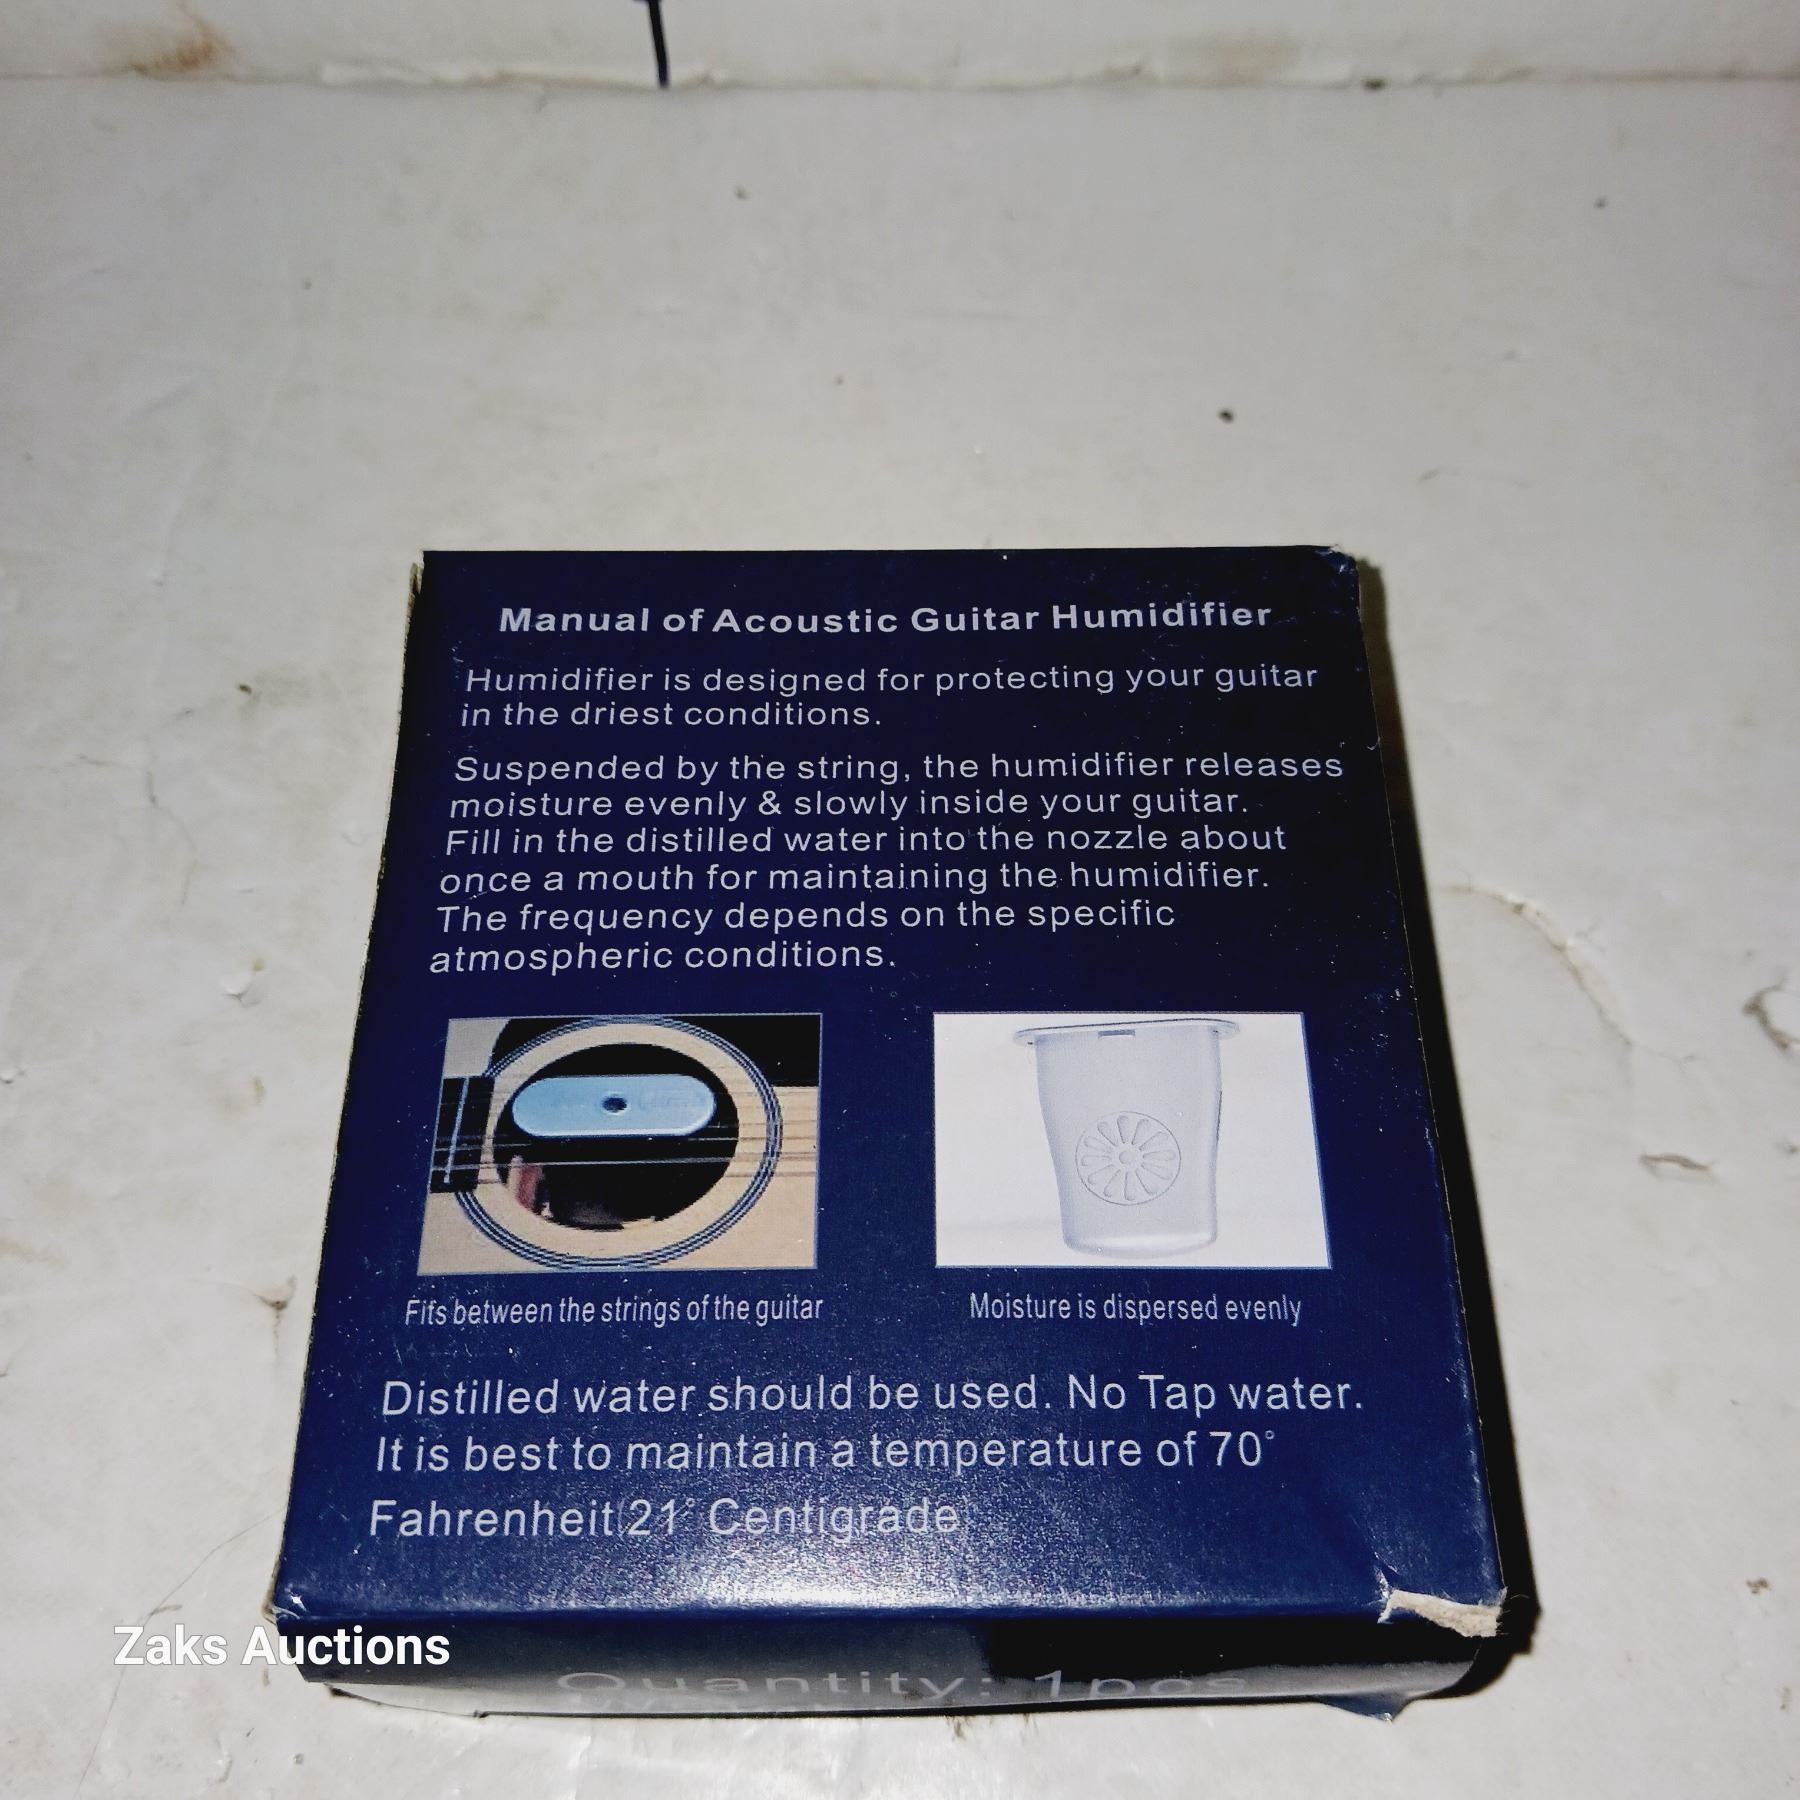 Manual of Acoustic Guitar Humidifier
Humidifier is designed for protecting your guitar
in the driest conditions.
Suspended by the string, the humidifier releases
moisture evenly & slowly inside your guitar.
Fill in the distilled water into the nozzle about
once a mouth for maintaining the humidifier.
The frequency depends on the specific
atmospheric conditions.
Fits between the strings of the guitar
Moisture is dispersed evenly
Distilled water should be used. No Tap water.
It is best to maintain a temperature of 70°
Fahrenheit(21° Centigrade)
Zaks Auctions
Quantity: 1pcs